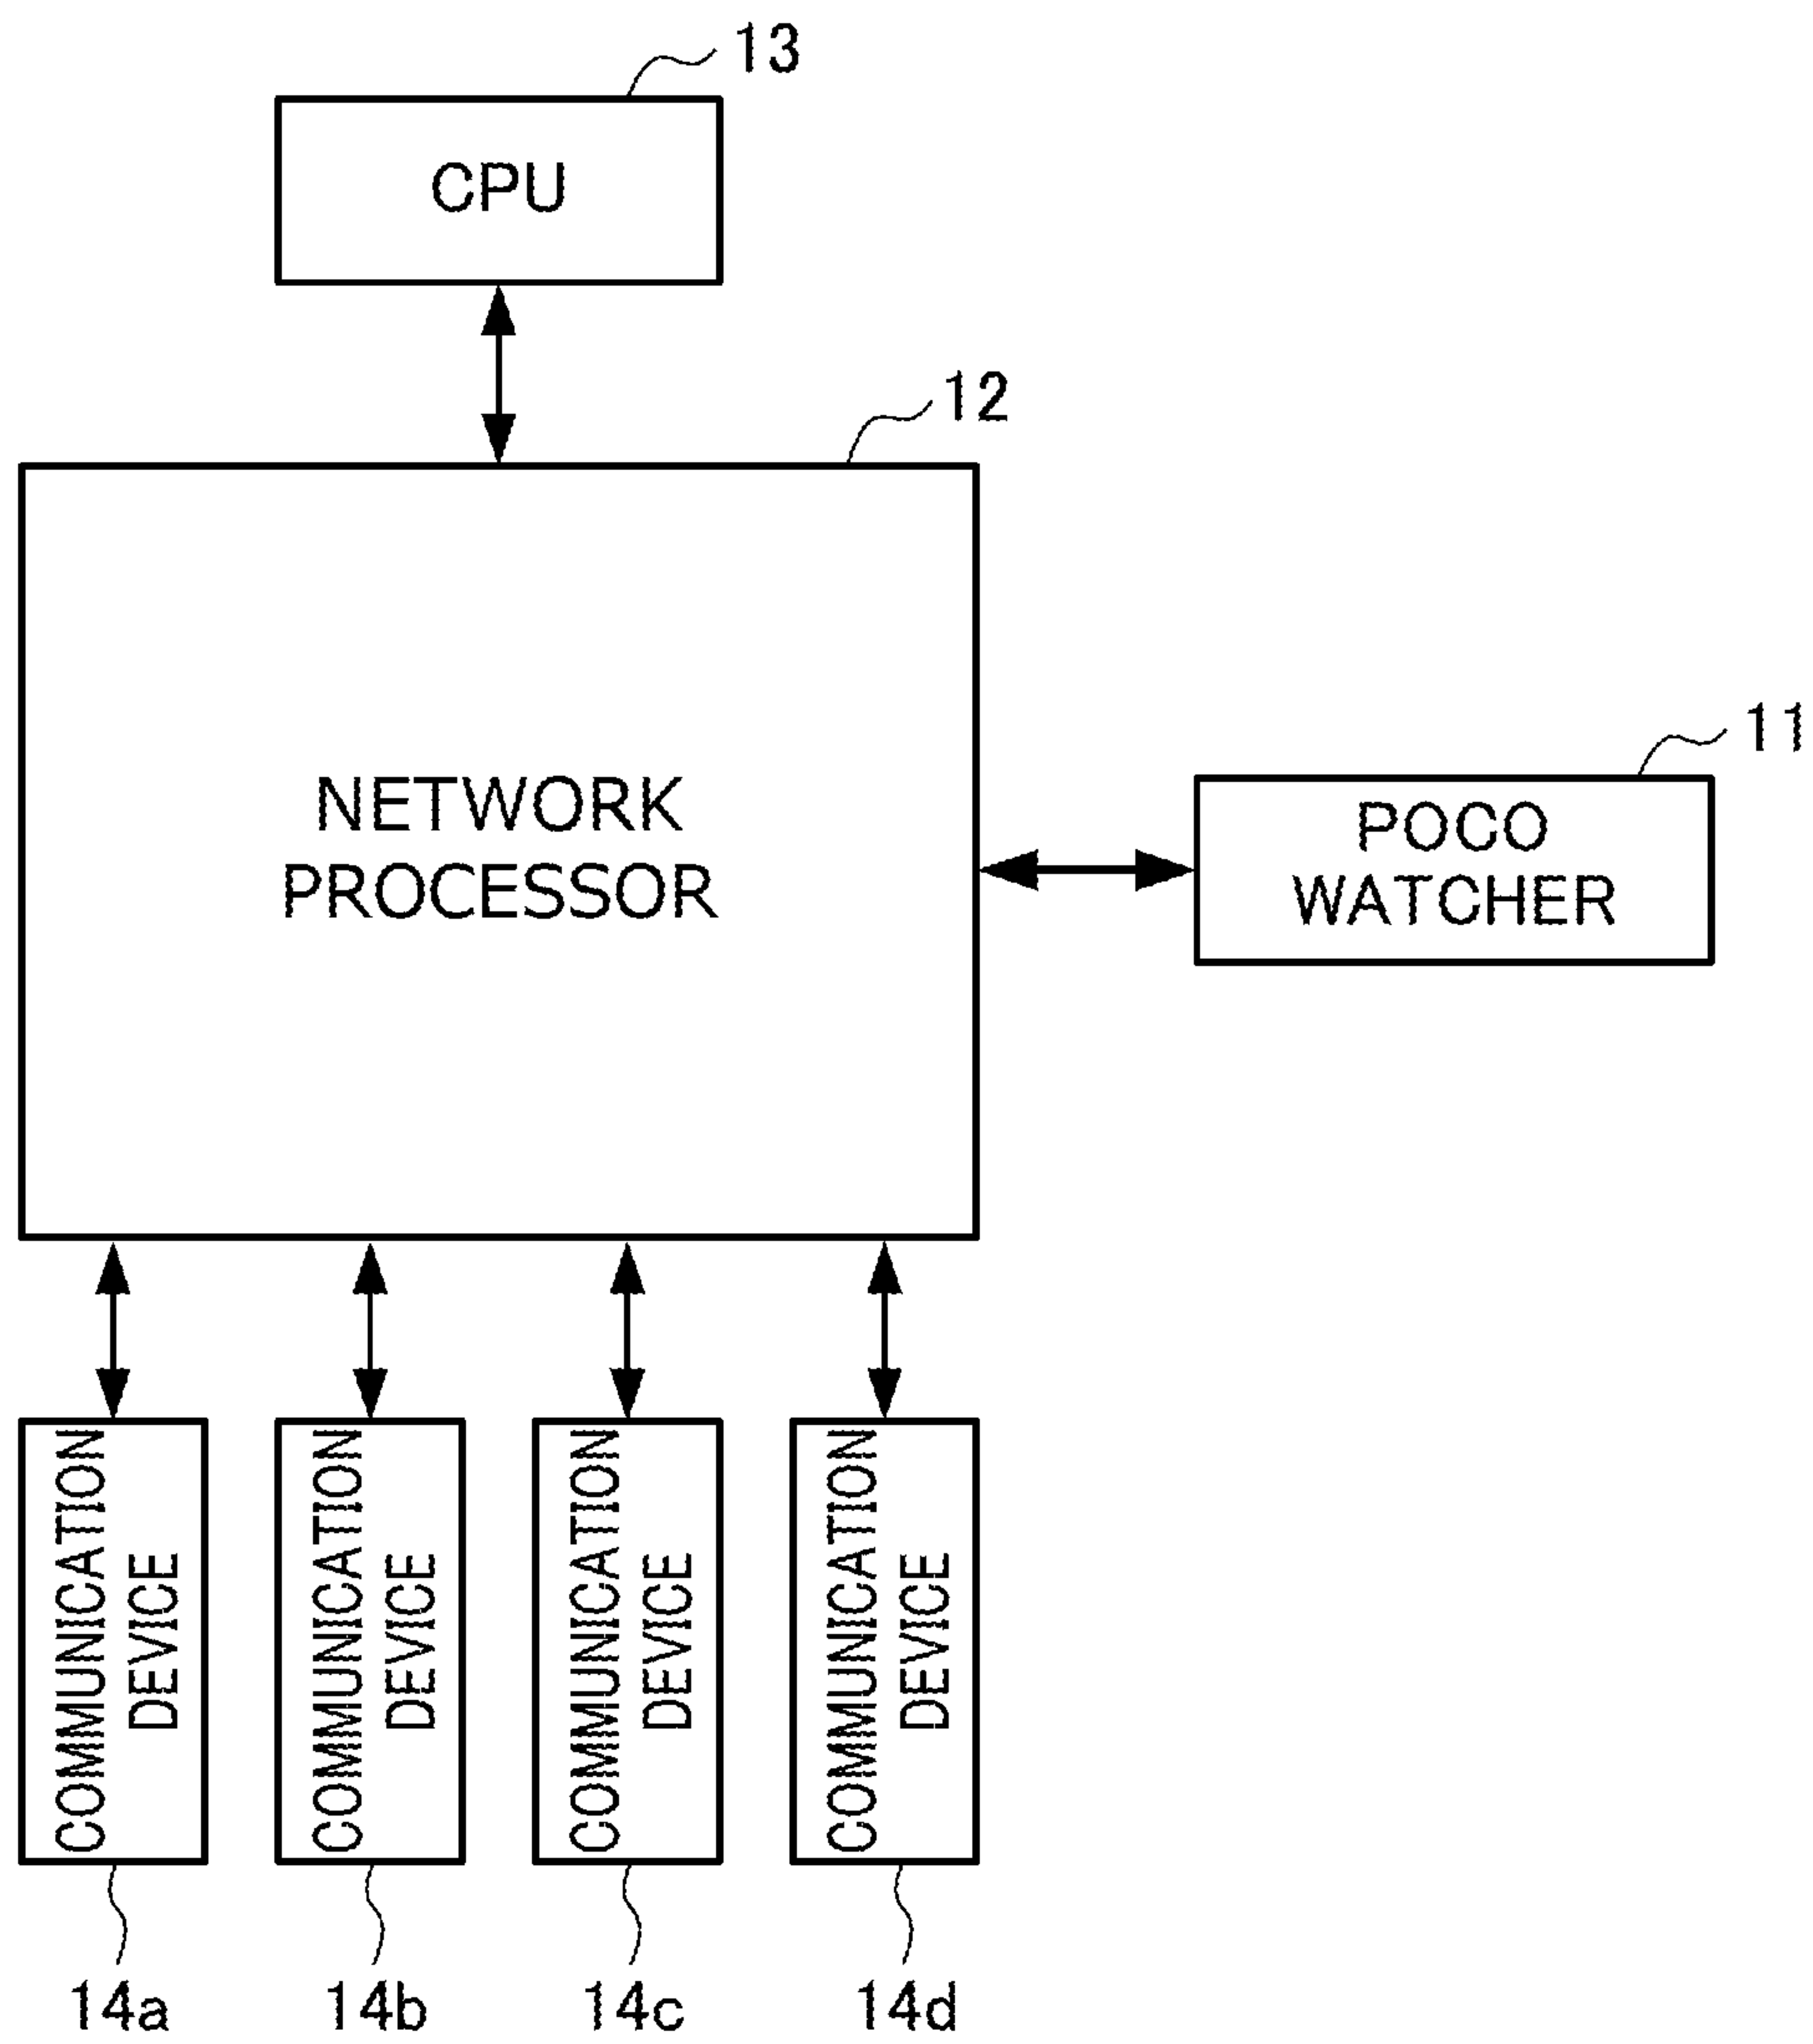 13
CPU
12
NETWORK
PROCESSOR
11
POCO
WATCHER
COMMUNICATION
DEVICE
COMMUNICATION
DEVICE
COMMUNICATION
DEVICE
COMMUNICATION
DEVICE
14a
14b
14c
14d